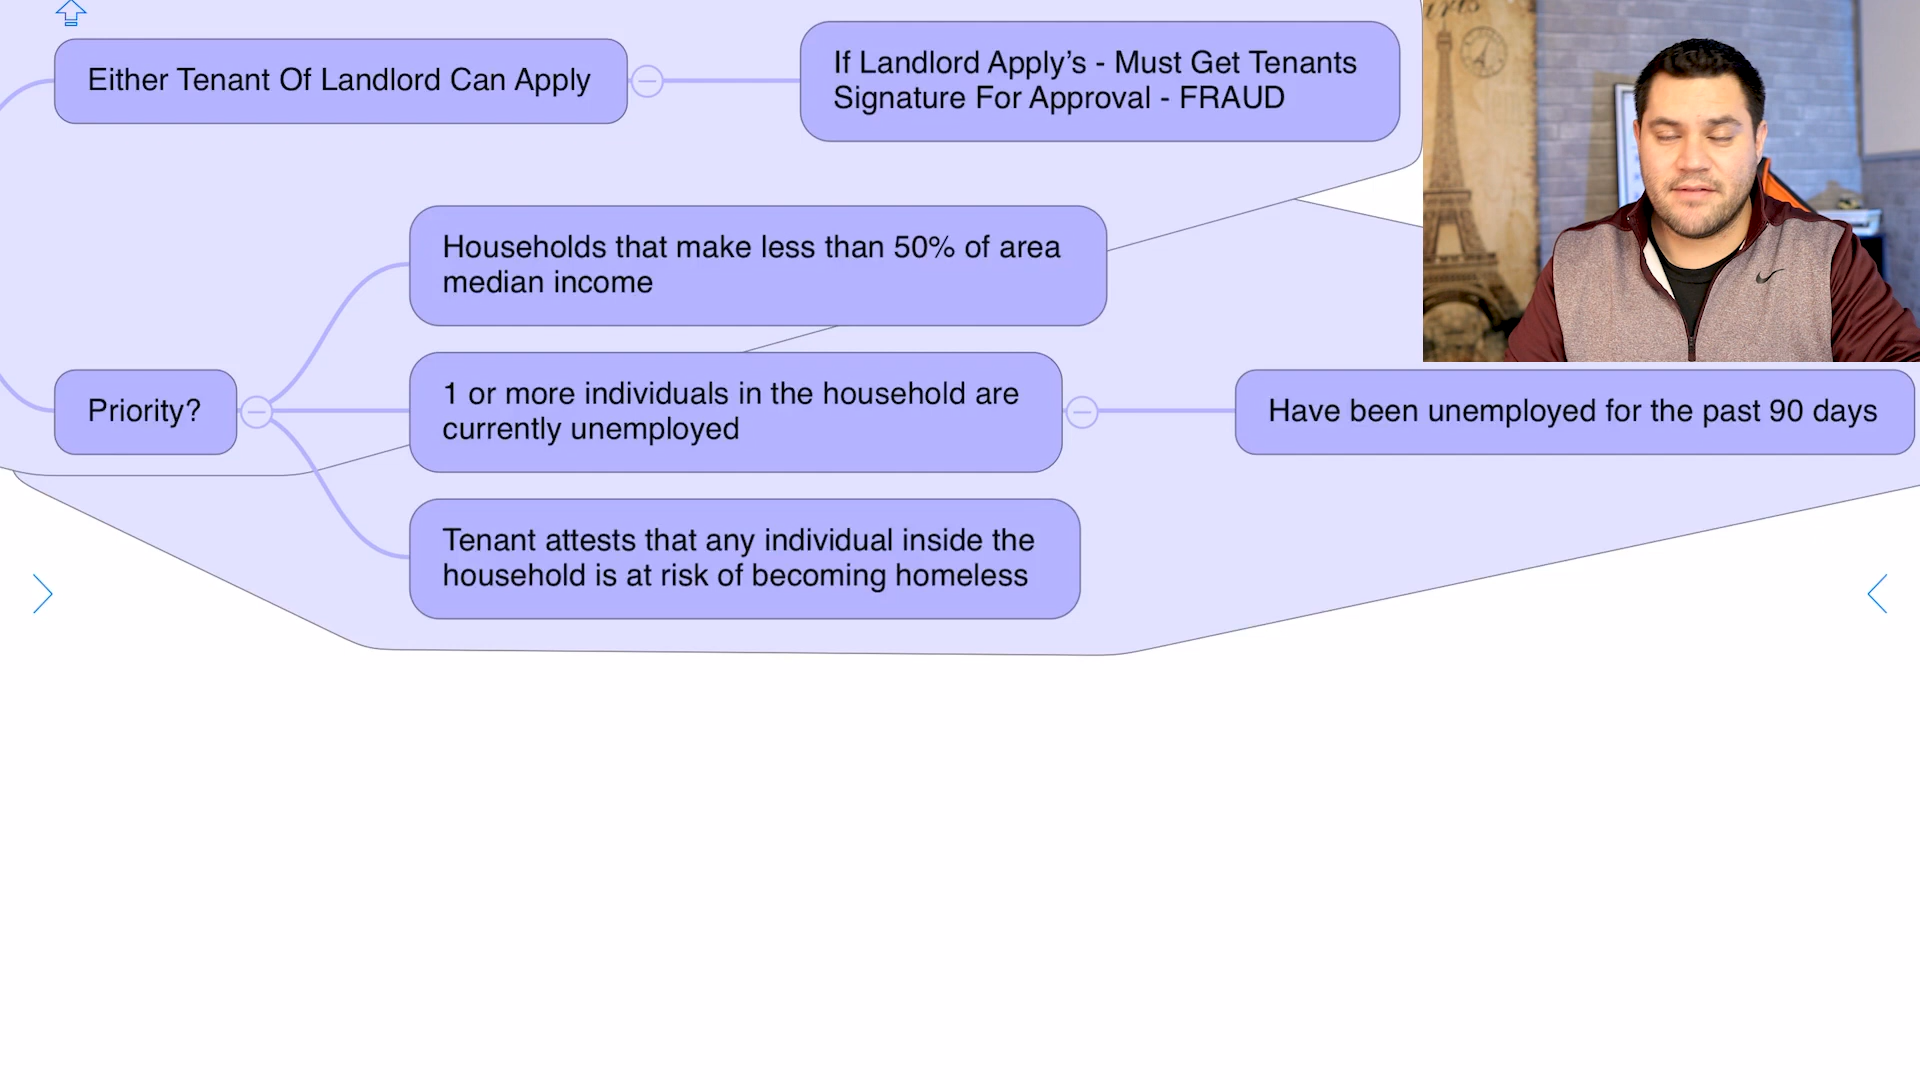 Either Tenant Of Landlord Can Apply
If Landlord Apply’s - Must Get Tenants
Signature For Approval - FRAUD
Households that make less than 50% of area
median income
Priority?
1 or more individuals in the household are
currently unemployed
Have been unemployed for the past 90 days
Tenant attests that any individual inside the
household is at risk of becoming homeless